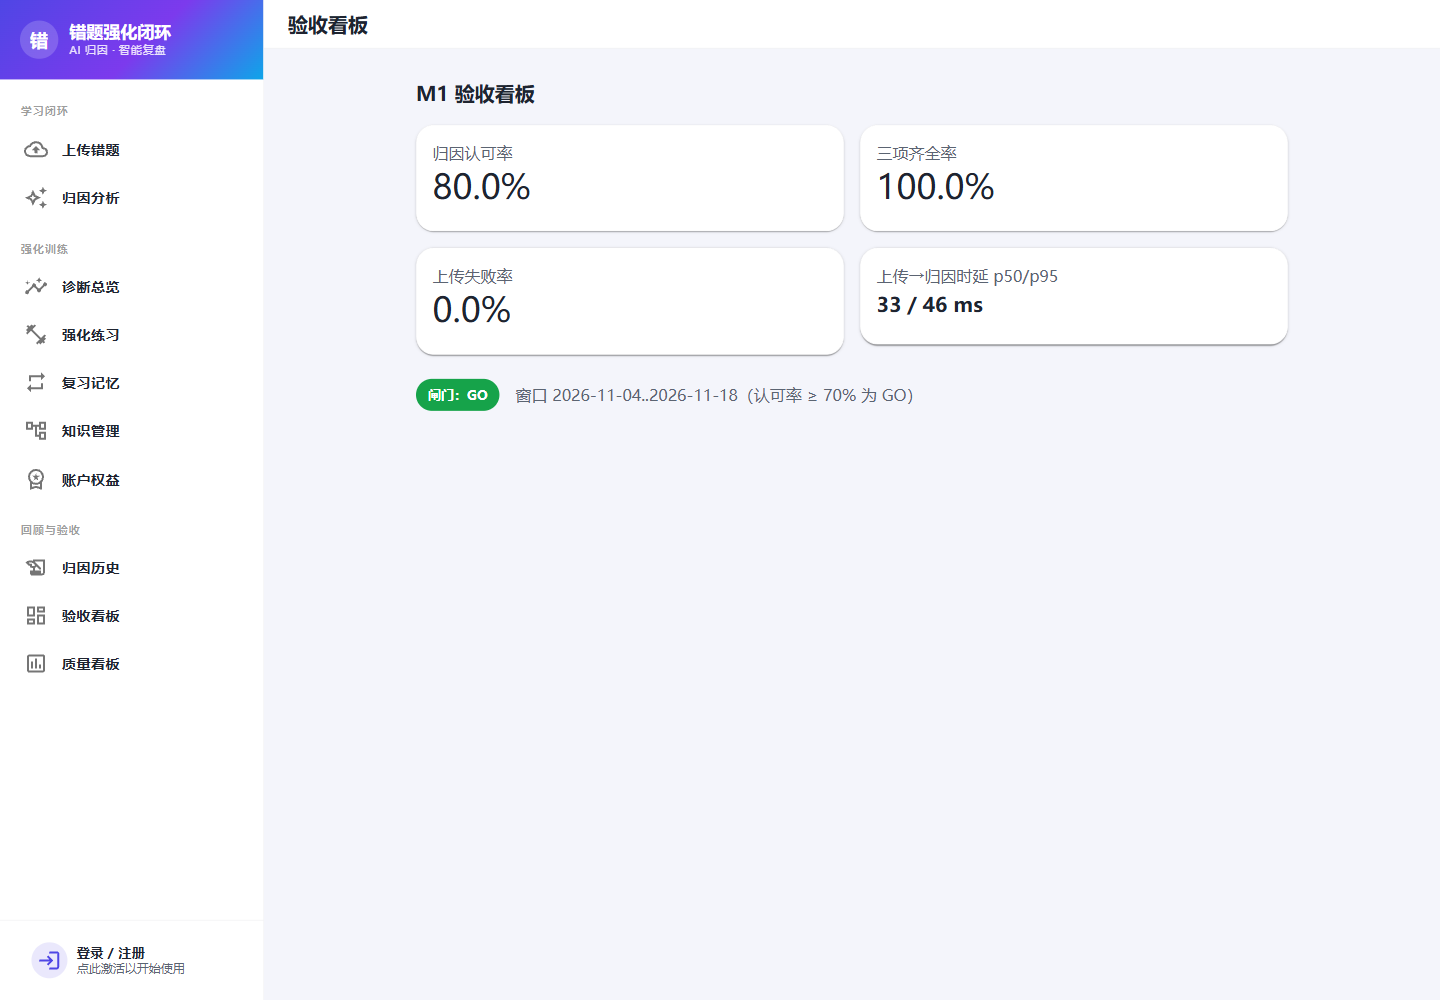 错
错题强化闭环
AI 归因 · 智能复盘
学习闭环
上传错题
归因分析
强化训练
诊断总览
强化练习
复习记忆
知识管理
账户权益
回顾与验收
归因历史
验收看板
质量看板
登录 / 注册
点此激活以开始使用
验收看板
M1 验收看板
归因认可率
80.0%
三项齐全率
100.0%
上传失败率
0.0%
上传→归因时延 p50/p95
33 / 46 ms
闸门：GO
窗口 2026-11-04..2026-11-18（认可率 ≥ 70% 为 GO）